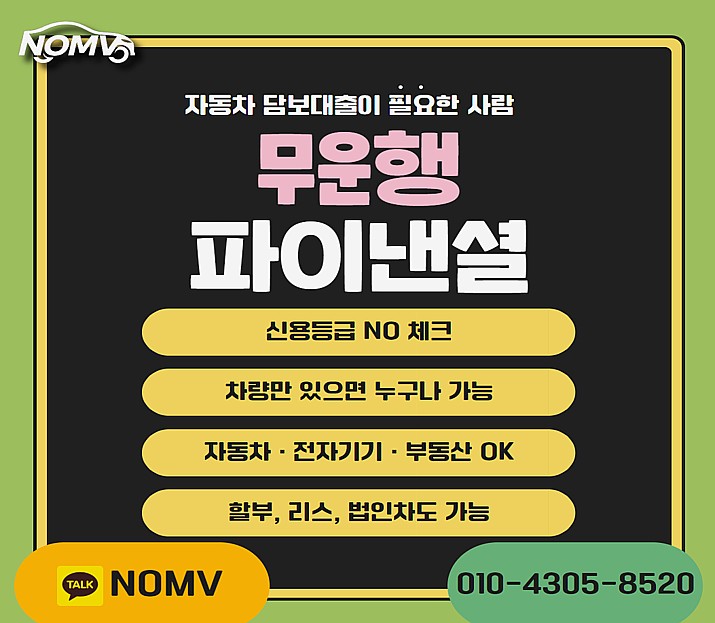 NOMV
자동차 담보대출이 필요한 사람
무운행
파이낸셜
신용등급 NO 체크
차량만 있으면 누구나 가능
자동차 · 전자기기 · 부동산 OK
할부, 리스, 법인차도 가능
TALK NOMV
010-4305-8520